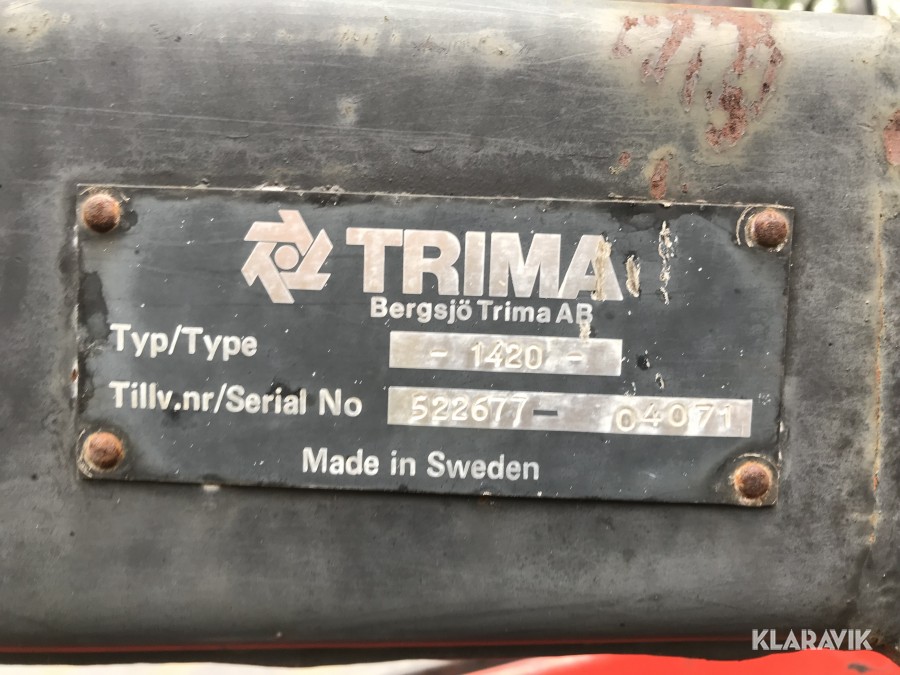 TRIMA
Bergsjö Trima AB
Typ/Type - 1420 -
Tillv.nr/Serial No 522677- 04071
Made in Sweden
KLARAVIK